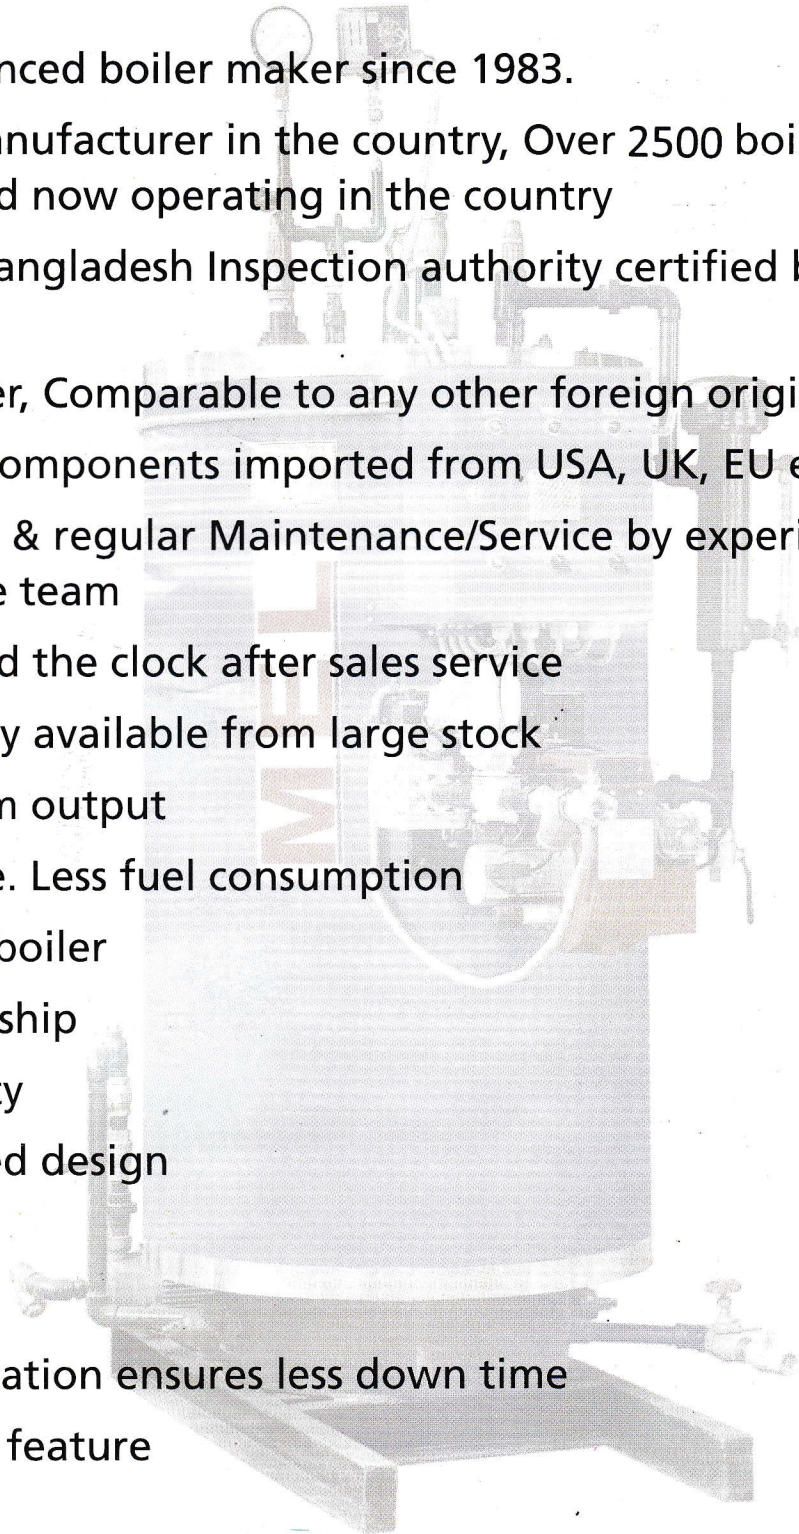 nced boiler maker since 1983.
anufacturer in the country, Over 2500 boi
d now operating in the country
angladesh Inspection authority certified b
er, Comparable to any other foreign origi
omponents imported from USA, UK, EU e
& regular Maintenance/Service by experi
e team
d the clock after sales service
y available from large stock
m output
e. Less fuel consumption
boiler
ship
ty
ed design
ation ensures less down time
feature
MEL